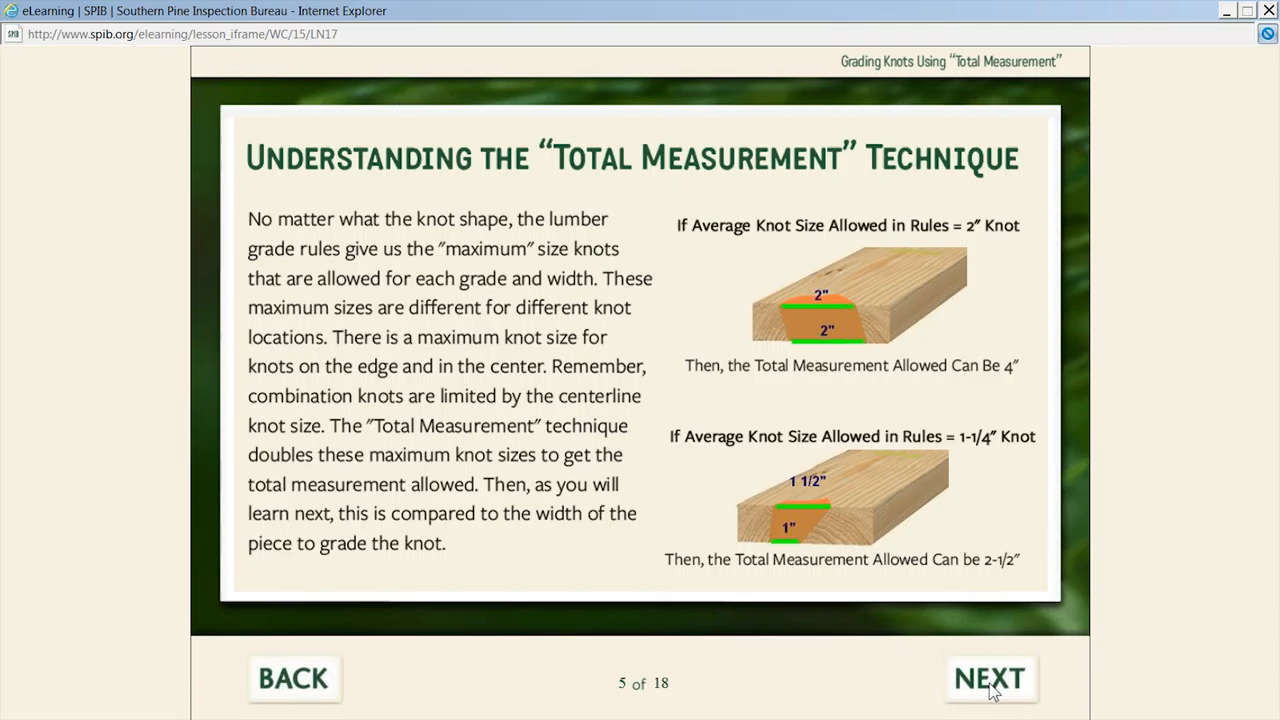 eLearning | SPIB | Southern Pine Inspection Bureau - Internet Explorer
SPIB http://www.spib.org/elearning/lesson_iframe/WC/15/LN17
Grading Knots Using “Total Measurement”
Understanding the “Total Measurement” Technique
No matter what the knot shape, the lumber
grade rules give us the "maximum" size knots
that are allowed for each grade and width. These
maximum sizes are different for different knot
locations. There is a maximum knot size for
knots on the edge and in the center. Remember,
combination knots are limited by the centerline
knot size. The "Total Measurement" technique
doubles these maximum knot sizes to get the
total measurement allowed. Then, as you will
learn next, this is compared to the width of the
piece to grade the knot.
If Average Knot Size Allowed in Rules = 2" Knot
2"
2"
Then, the Total Measurement Allowed Can Be 4"
If Average Knot Size Allowed in Rules = 1-1/4" Knot
1 1/2"
1"
Then, the Total Measurement Allowed Can be 2-1/2"
BACK
5 of 18
NEXT